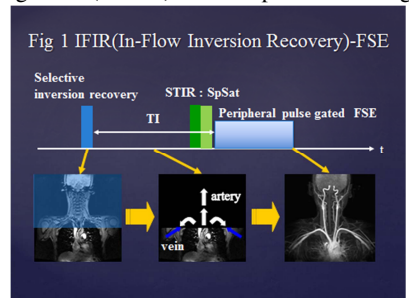 Fig 1 IFIR(In-Flow Inversion Recovery)-FSE
Selective
inversion recovery
STIR : SpSat
TI
Peripheral pulse gated FSE
t
artery
vein